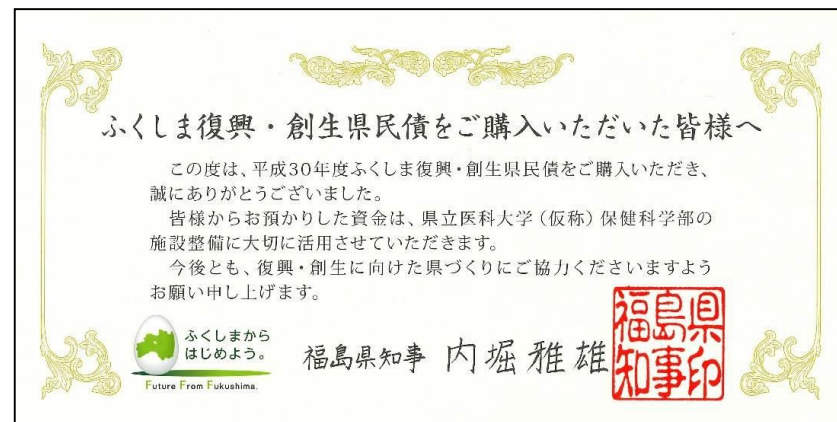 ふくしま復興・創生県民債をご購入いただいた皆様へ
この度は、平成30年度ふくしま復興・創生県民債をご購入いただき、
誠にありがとうございました。
皆様からお預かりした資金は、県立医科大学（仮称）保健科学部の
施設整備に大切に活用させていただきます。
今後とも、復興・創生に向けた県づくりにご協力くださいますよう
お願い申し上げます。
ふくしまから
はじめよう。
Future From Fukushima.
福島県知事 内堀雅雄
福島県
知事印